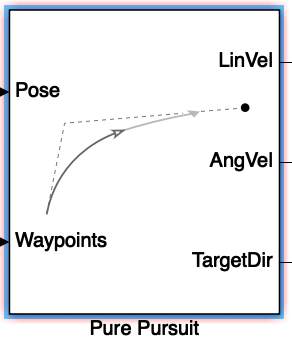 LinVel
Pose
AngVel
Waypoints
TargetDir
Pure Pursuit